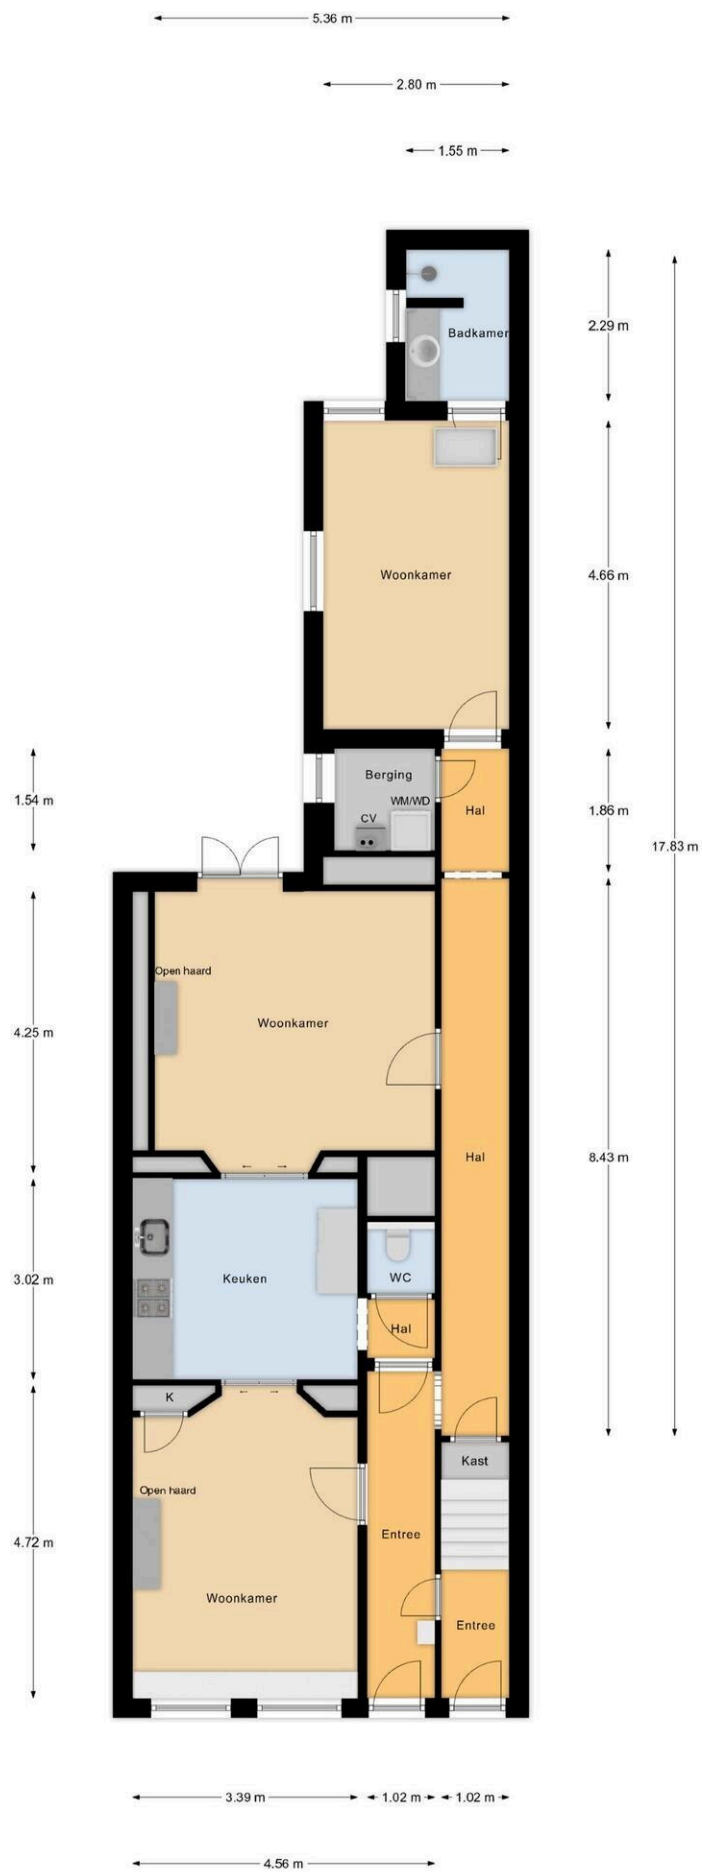 5.36 m
2.80 m
1.55 m
2.29 m
Badkamer
Woonkamer
4.66 m
1.54 m
Berging
WM/WD
CV
Hal
1.86 m
17.83 m
Open haard
Woonkamer
4.25 m
Hal
8.43 m
3.02 m
Keuken
WC
Hal
K
Kast
Open haard
4.72 m
Entree
Woonkamer
Entree
3.39 m
1.02 m
1.02 m
4.56 m